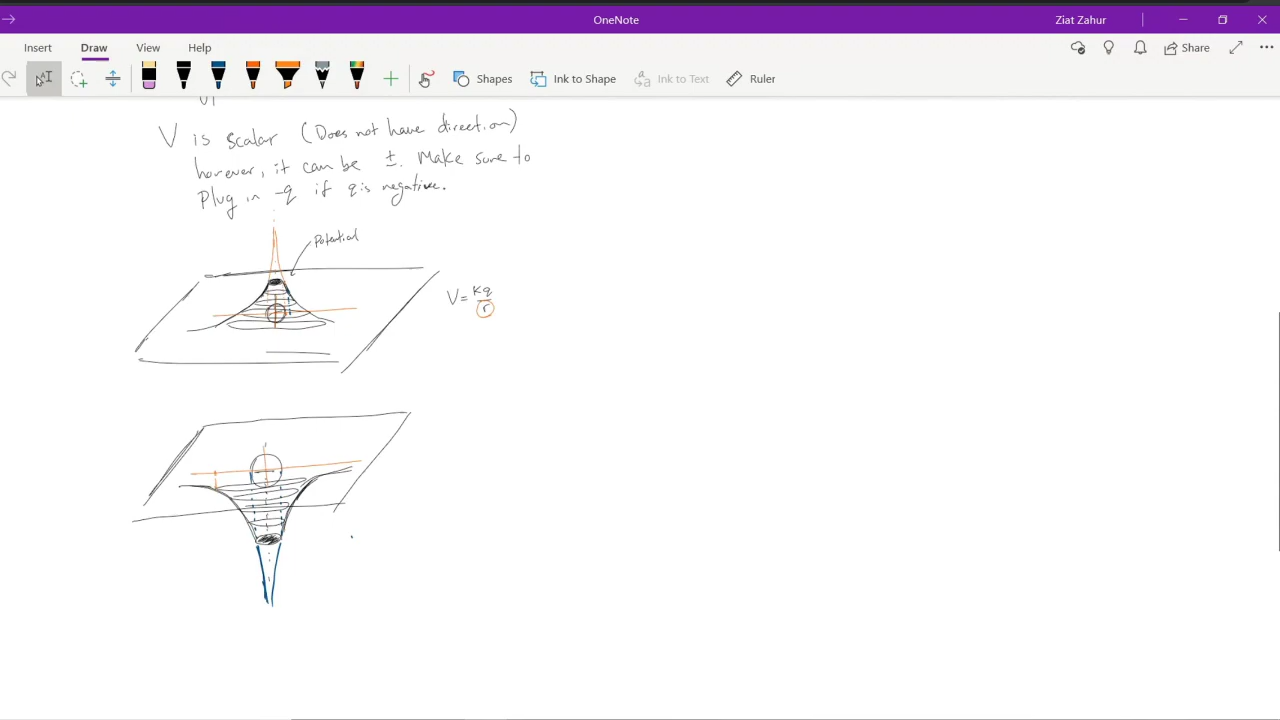 OneNote
Ziat Zahur
Insert
Draw
View
Help
Share
Shapes
Ink to Shape
Ink to Text
Ruler
V is scalar (Does not have direction)
horever, it can be ±. Make sure to
Plug in -q if q is negative.
Potential
V = kq
r